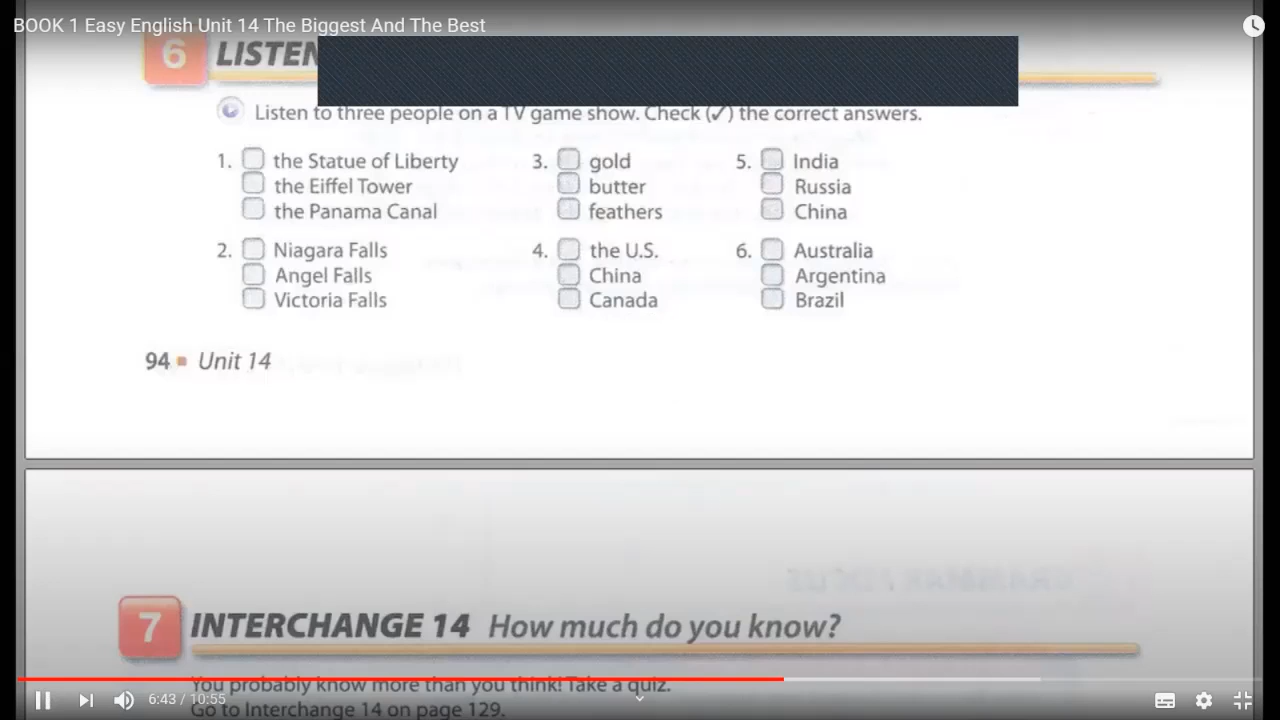 BOOK 1 Easy English Unit 14 The Biggest And The Best
6 LISTEN
Listen to three people on a TV game show. Check (✓) the correct answers.
1. the Statue of Liberty
the Eiffel Tower
the Panama Canal
3. gold
butter
feathers
5. India
Russia
China
2. Niagara Falls
Angel Falls
Victoria Falls
4. the U.S.
China
Canada
6. Australia
Argentina
Brazil
94 ▪ Unit 14
7 INTERCHANGE 14 How much do you know?
You probably know more than you think! Take a quiz.
Go to Interchange 14 on page 129.
6:43 / 10:55